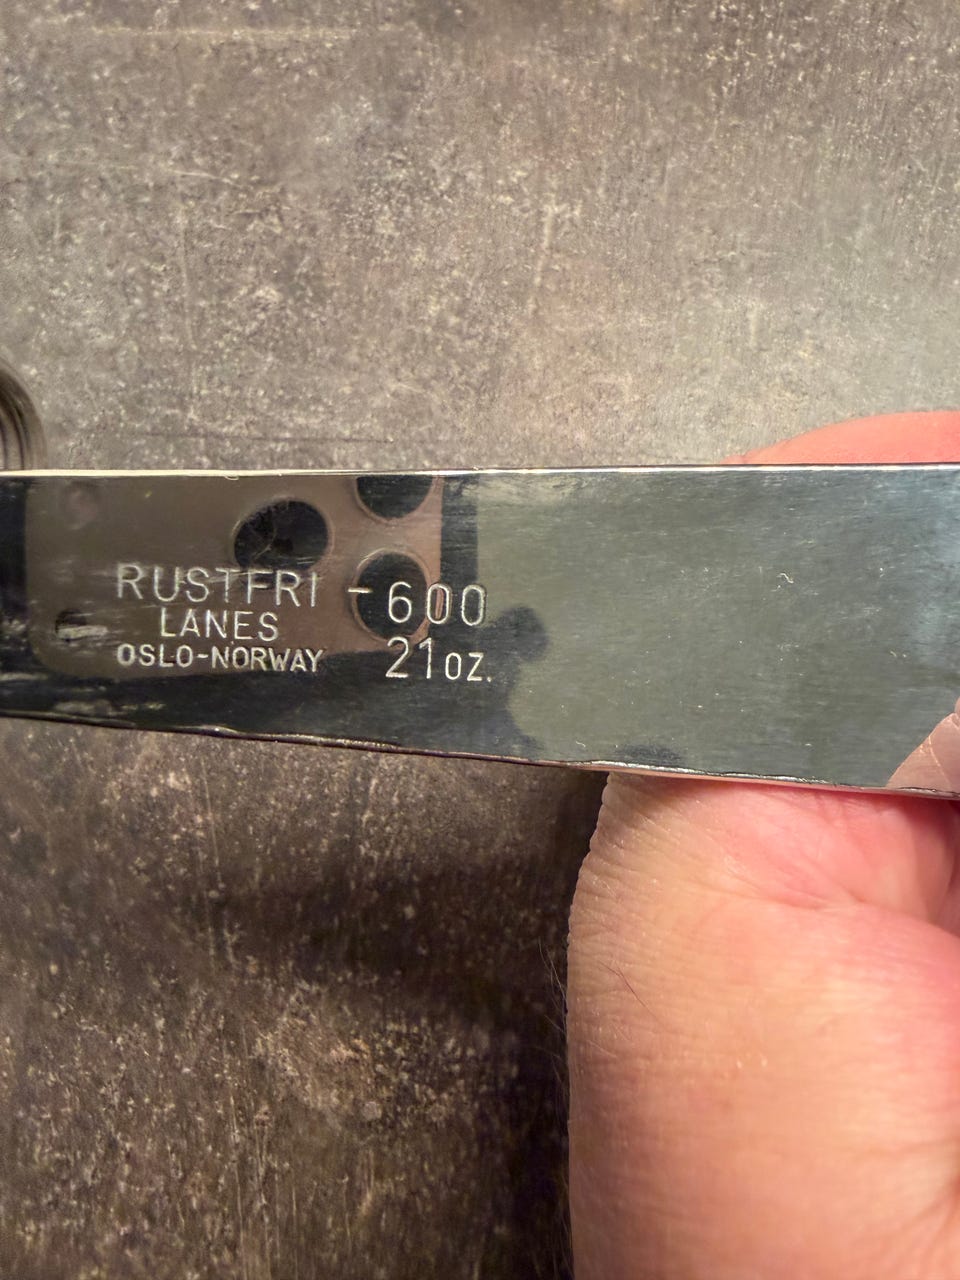 RUSTFRI
LANES
OSLO-NORWAY
-600
21oz.